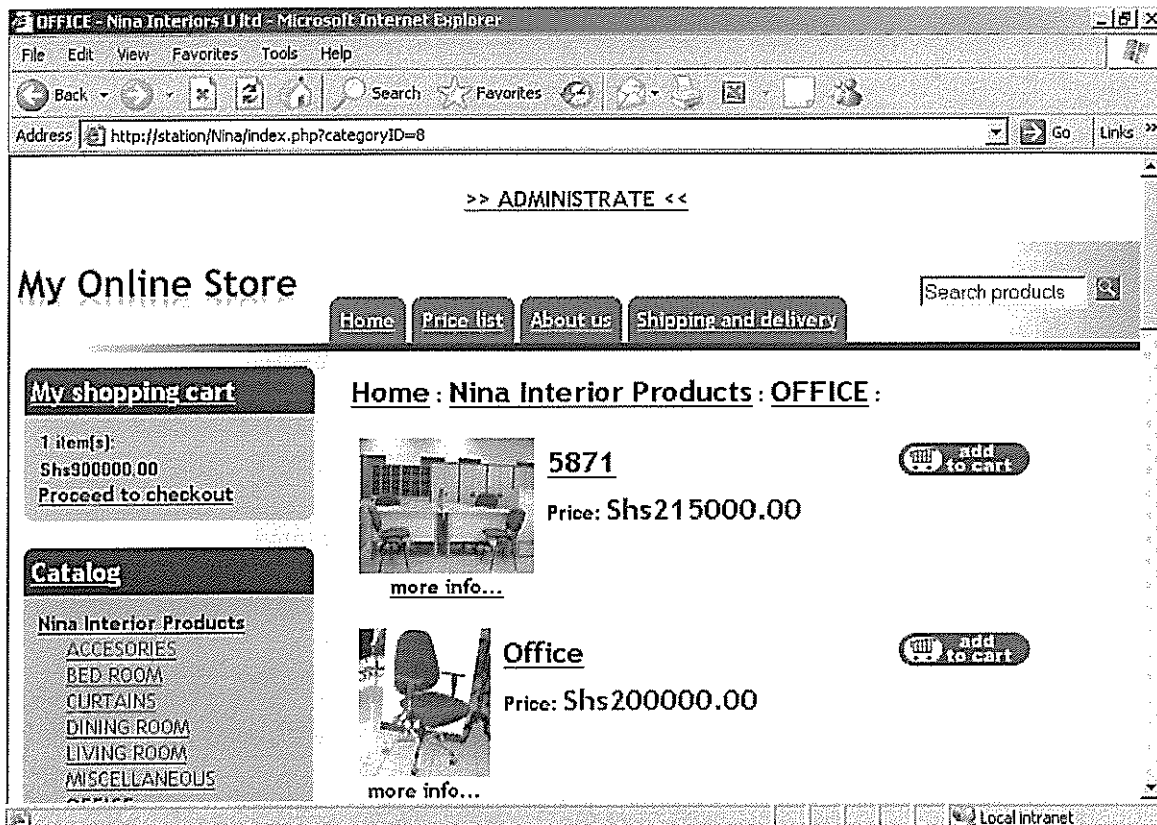 OFFICE - Nina Interiors U ltd - Microsoft Internet Explorer
File Edit View Favorites Tools Help
Back Search Favorites
Address http://station/Nina/index.php?categoryID=8 Go Links »
>> ADMINISTRATE <<
My Online Store
Search products
Home Price list About us Shipping and delivery
My shopping cart
1 item(s):
Shs900000.00
Proceed to checkout
Catalog
Nina Interior Products
ACCESORIES
BED ROOM
CURTAINS
DINING ROOM
LIVING ROOM
MISCELLANEOUS
OFFICE
Home : Nina Interior Products : OFFICE :
5871
add to cart
Price: Shs215000.00
more info...
Office
add to cart
Price: Shs200000.00
more info...
Local intranet